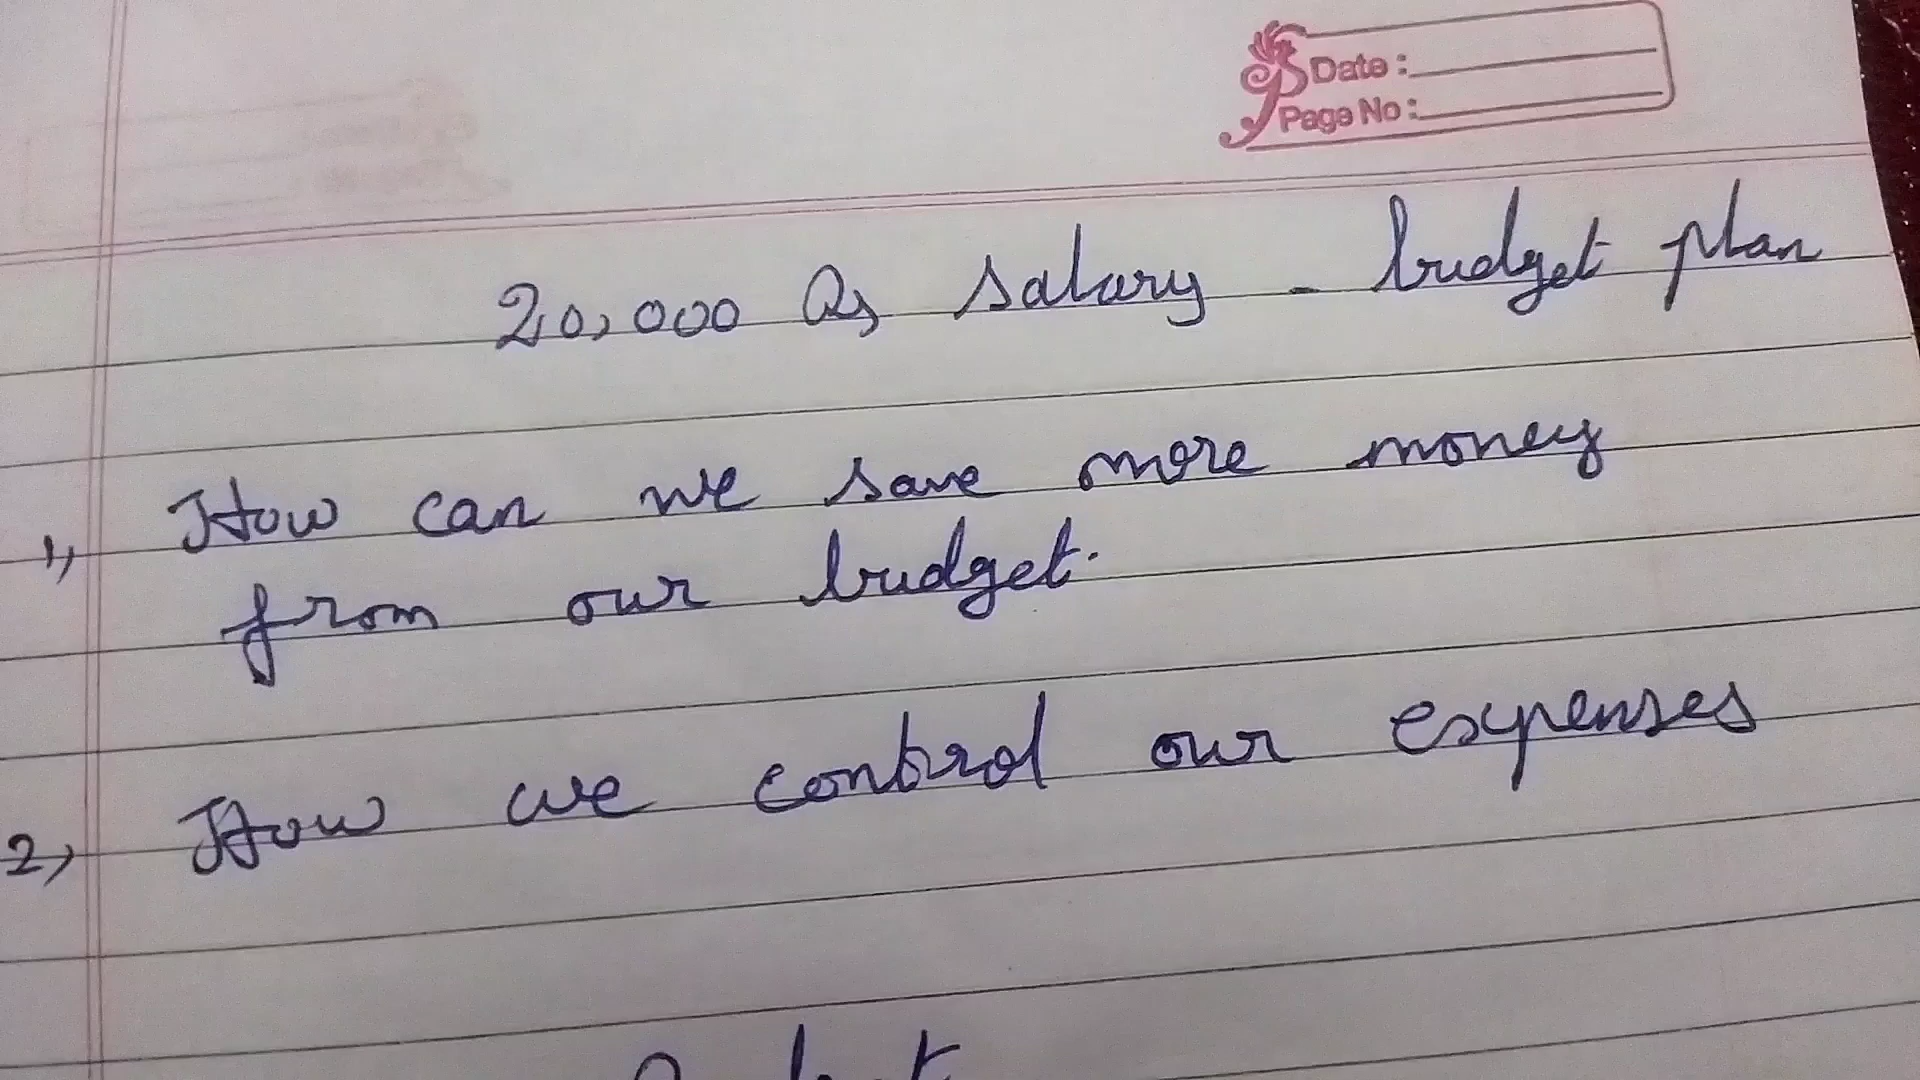 Date :
Page No :
20,000 Rs salary - budget plan
1, How can we save more money
from our budget.
2, How we control our expenses